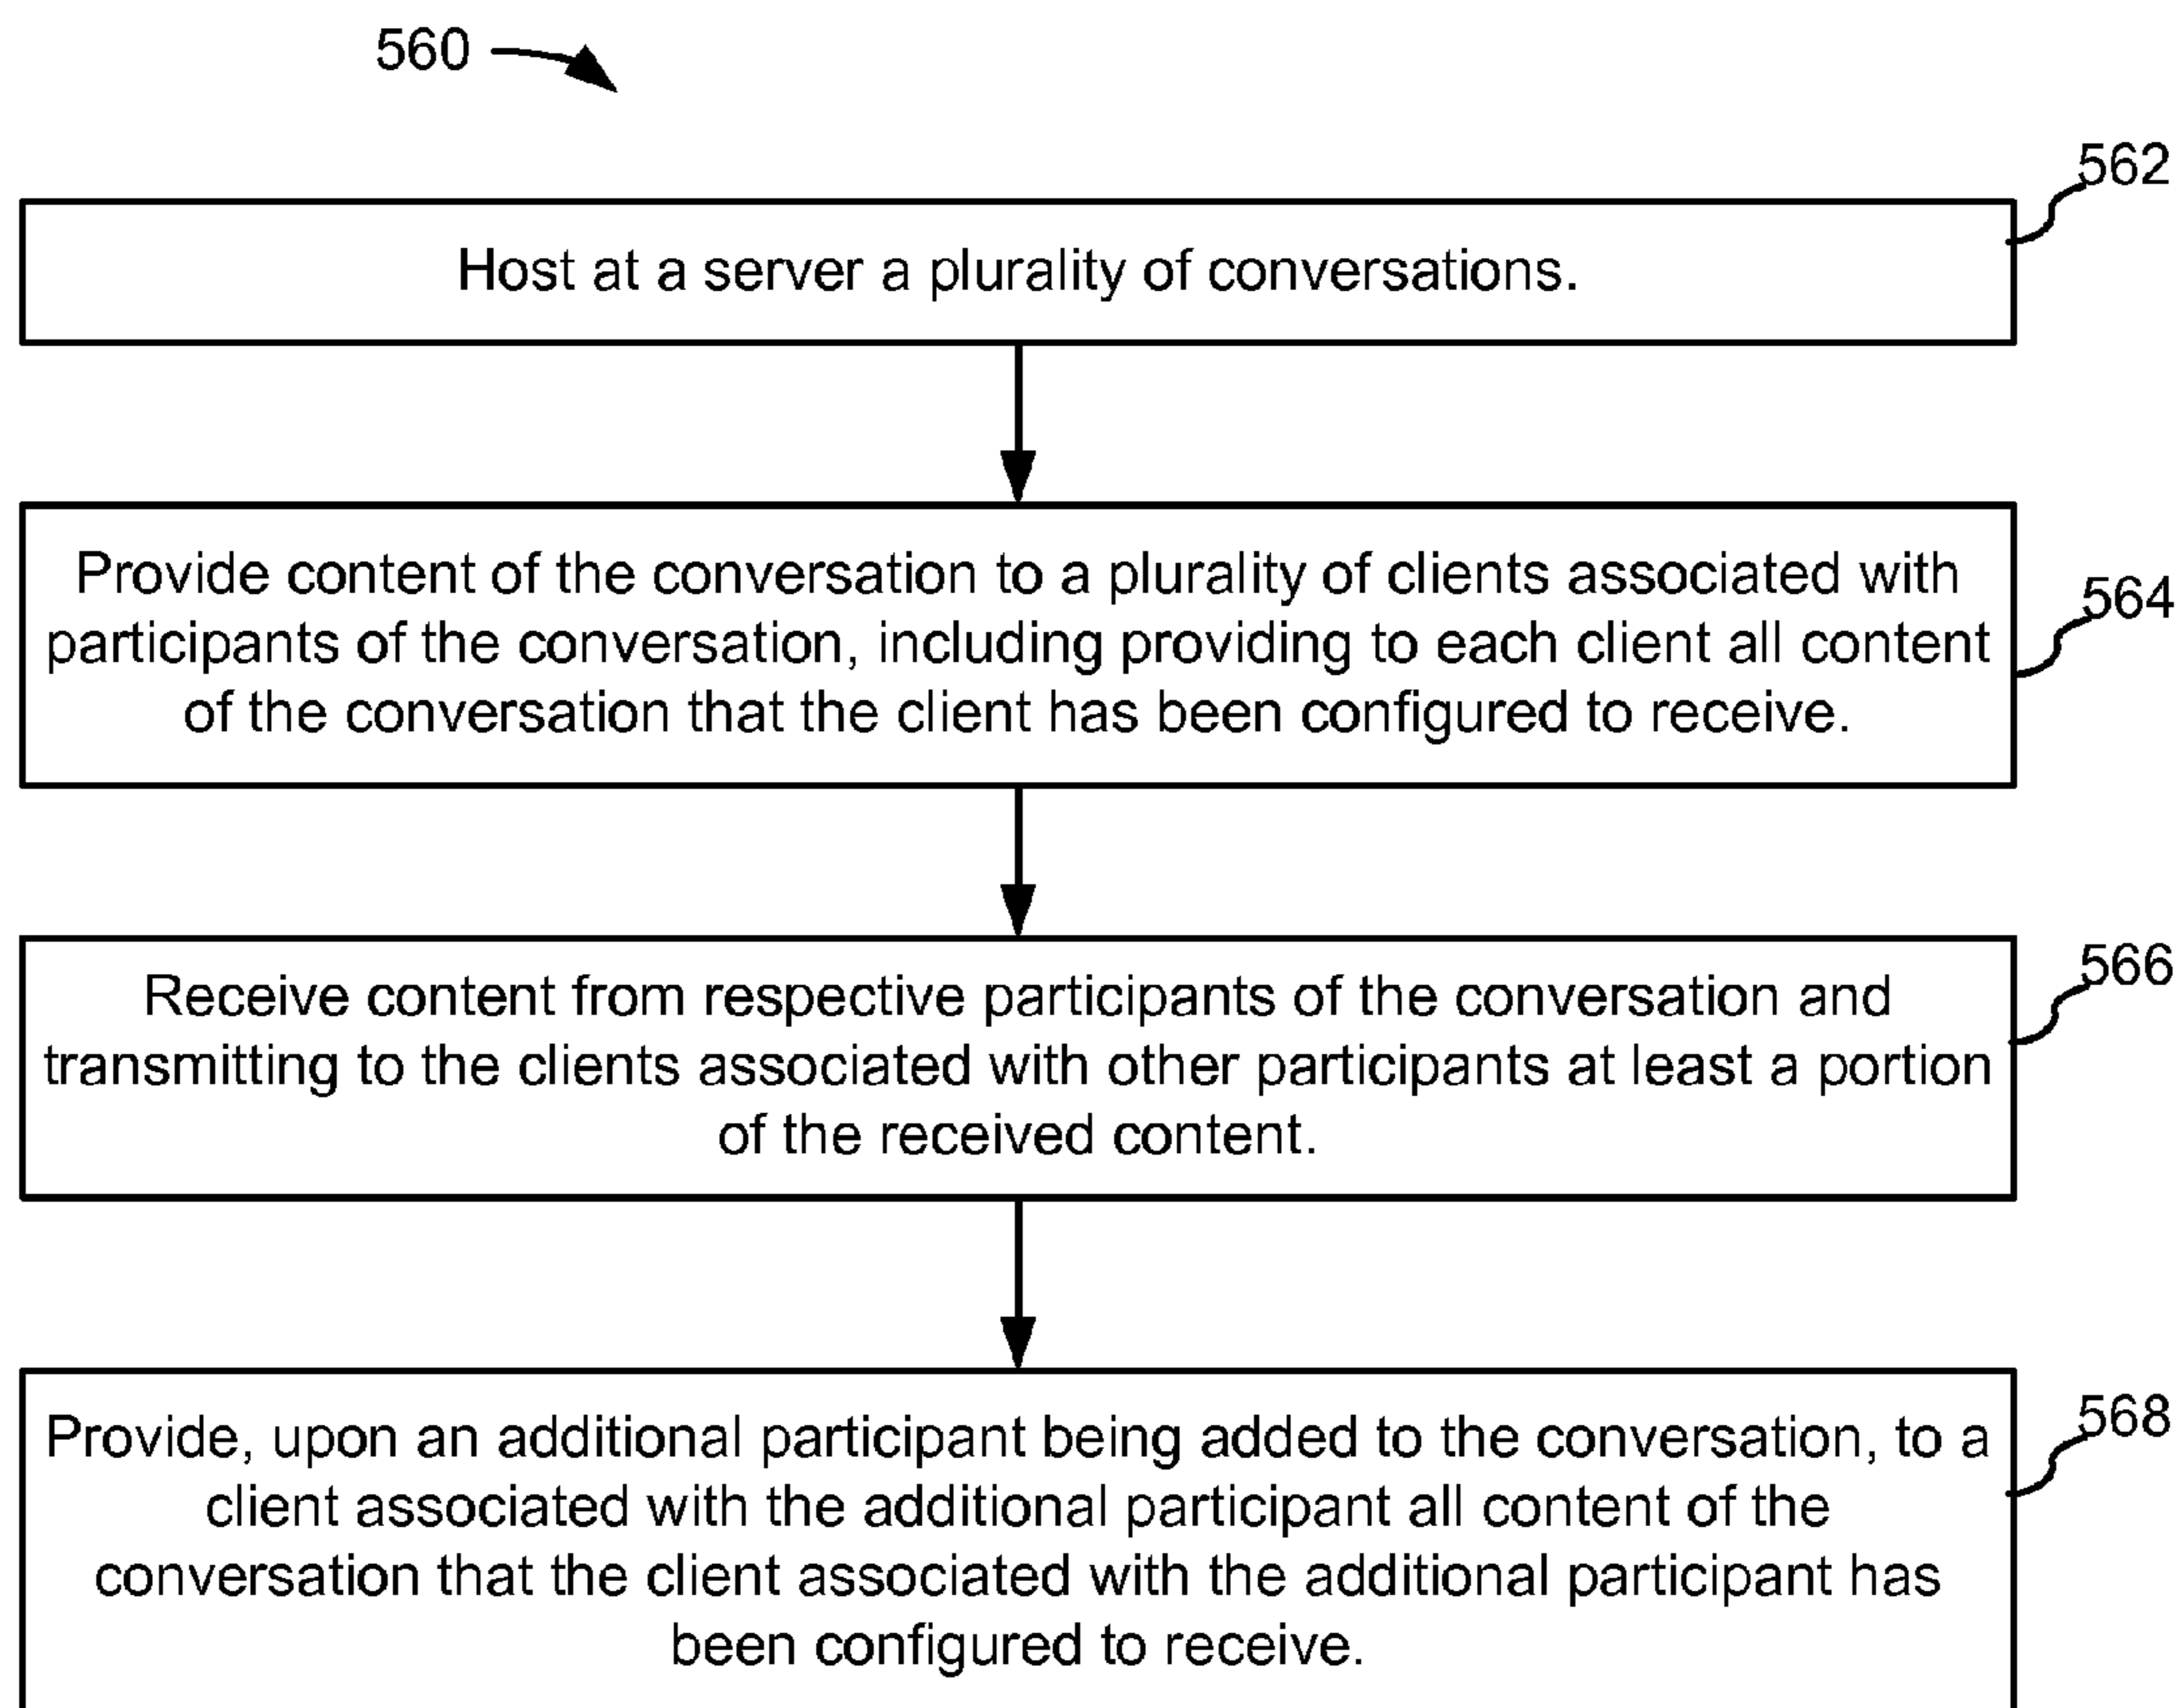 560
562
Host at a server a plurality of conversations.
Provide content of the conversation to a plurality of clients associated with
564
participants of the conversation, including providing to each client all content
of the conversation that the client has been configured to receive.
566
Receive content from respective participants of the conversation and
transmitting to the clients associated with other participants at least a portion
of the received content.
568
Provide, upon an additional participant being added to the conversation, to a
client associated with the additional participant all content of the
conversation that the client associated with the additional participant has
been configured to receive.